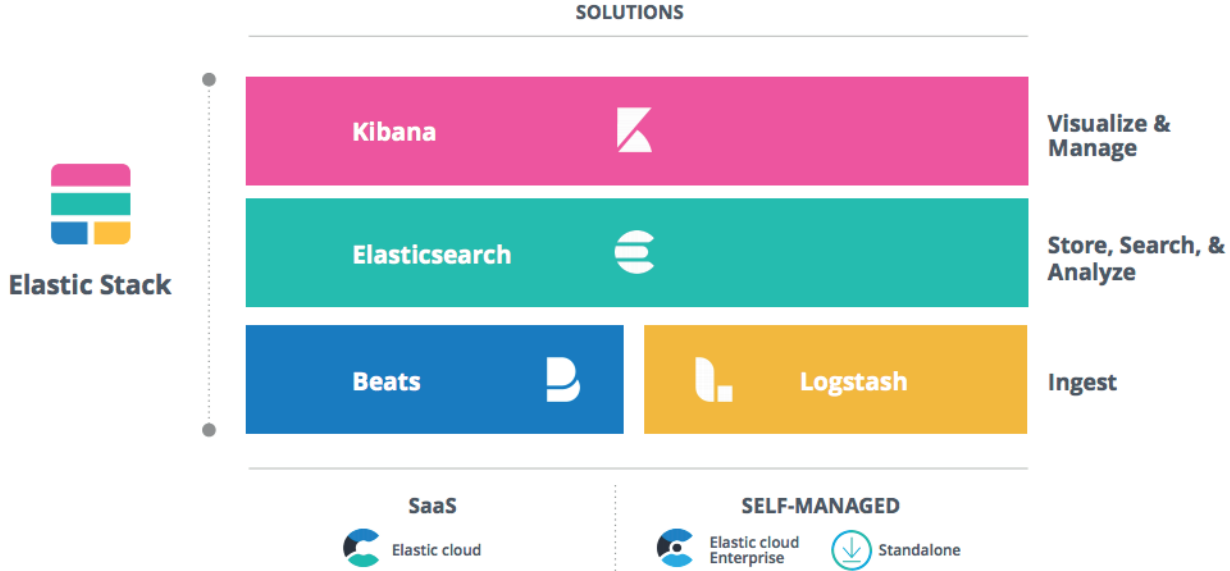 SOLUTIONS
Kibana
Visualize &
Manage
Elastic Stack
Elasticsearch
Store, Search, &
Analyze
Beats
Logstash
Ingest
SaaS
Elastic cloud
SELF-MANAGED
Elastic cloud
Enterprise
Standalone